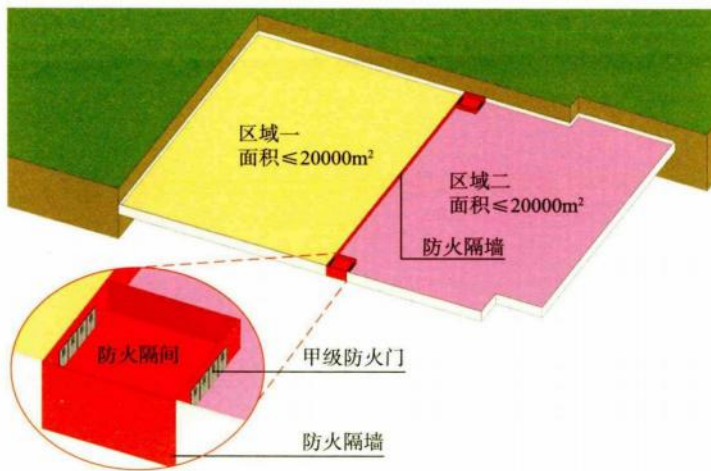 区域一
面积≤20000m²
区域二
面积≤20000m²
防火隔墙
防火隔间
甲级防火门
防火隔墙